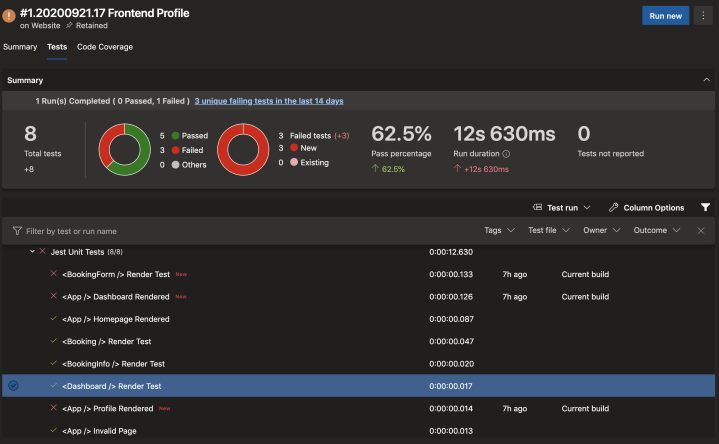 #1.20200921.17 Frontend Profile
on Website Retained
Run new
Summary Tests Code Coverage
Summary
1 Run(s) Completed ( 0 Passed, 1 Failed ) 3 unique failing tests in the last 14 days
8
Total tests
+8
5 Passed
3 Failed
0 Others
3 Failed tests (+3)
3 New
0 Existing
62.5%
Pass percentage
62.5%
12s 630ms
Run duration
+12s 630ms
0
Tests not reported
Test run Column Options
Filter by test or run name Tags Test file Owner Outcome
Jest Unit Tests (8/8) 0:00:12.630
<BookingForm /> Render Test New 0:00:00.133 7h ago Current build
<App /> Dashboard Rendered New 0:00:00.126 7h ago Current build
<App /> Homepage Rendered 0:00:00.087
<Booking /> Render Test 0:00:00.047
<BookingInfo /> Render Test 0:00:00.020
<Dashboard /> Render Test 0:00:00.017
<App /> Profile Rendered New 0:00:00.014 7h ago Current build
<App /> Invalid Page 0:00:00.013